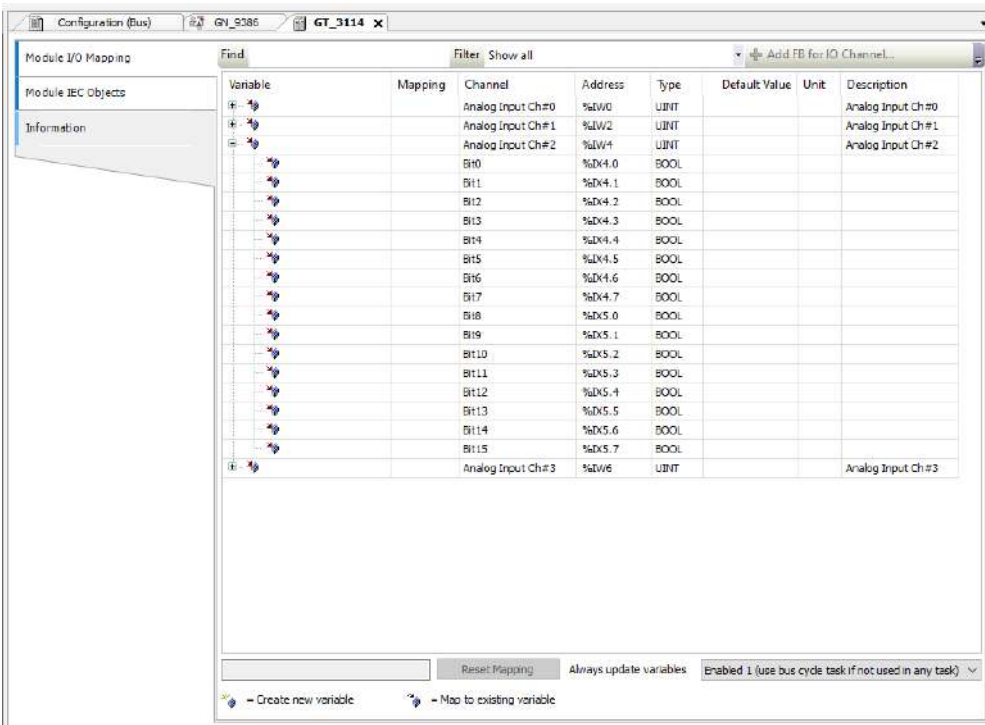 Configuration (Bus) GN_9386 GT_3114 X
Module I/O Mapping
Module IEC Objects
Information
Find Filter Show all Add FB for IO Channel...
Variable Mapping Channel Address Type Default Value Unit Description
Analog Input Ch#0 %IW0 UINT Analog Input Ch#0
Analog Input Ch#1 %IW2 UINT Analog Input Ch#1
Analog Input Ch#2 %IW4 UINT Analog Input Ch#2
Bit0 %IX4.0 BOOL
Bit1 %IX4.1 BOOL
Bit2 %IX4.2 BOOL
Bit3 %IX4.3 BOOL
Bit4 %IX4.4 BOOL
Bit5 %IX4.5 BOOL
Bit6 %IX4.6 BOOL
Bit7 %IX4.7 BOOL
Bit8 %IX5.0 BOOL
Bit9 %IX5.1 BOOL
Bit10 %IX5.2 BOOL
Bit11 %IX5.3 BOOL
Bit12 %IX5.4 BOOL
Bit13 %IX5.5 BOOL
Bit14 %IX5.6 BOOL
Bit15 %IX5.7 BOOL
Analog Input Ch#3 %IW6 UINT Analog Input Ch#3
Reset Mapping Always update variables Enabled 1 (use bus cycle task if not used in any task)
= Create new variable = Map to existing variable